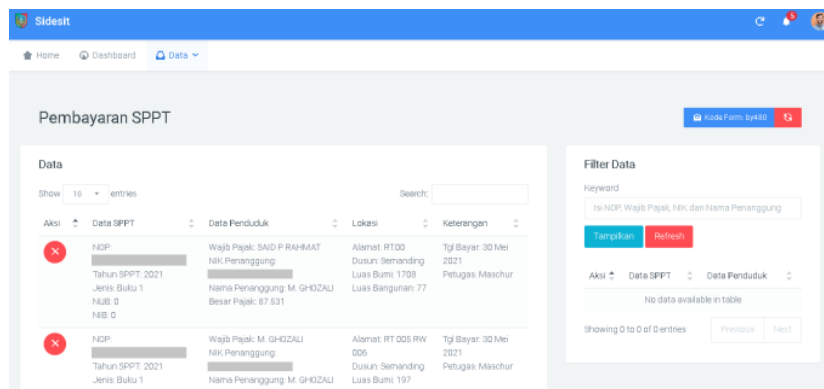 Sidesit
5
Home Dashboard Data
Pembayaran SPPT
Kode Form: by480
Data
Show 10 entries
Search:
Aksi Data SPPT Data Penduduk Lokasi Keterangan
NOP:
Tahun SPPT: 2021
Jenis: Buku 1
NUB: 0
NIB: 0
Wajib Pajak: SAID P RAHMAT
NIK Penanggung:
Nama Penanggung: M. GHOZALI
Besar Pajak: 87.531
Alamat: RT00
Dusun: Semanding
Luas Bumi: 1708
Luas Bangunan: 77
Tgl Bayar: 30 Mei
2021
Petugas: Maschur
NOP:
Tahun SPPT: 2021
Jenis: Buku 1
Wajib Pajak: M. GHOZALI
NIK Penanggung:
Nama Penanggung: M. GHOZALI
Alamat: RT 005 RW
006
Dusun: Semanding
Luas Bumi: 197
Tgl Bayar: 30 Mei
2021
Petugas: Maschur
Filter Data
Keyword
Isi NOP, Wajib Pajak, NIK dan Nama Penanggung
Tampilkan Refresh
Aksi Data SPPT Data Penduduk
No data available in table
Showing 0 to 0 of 0 entries
Previous Next